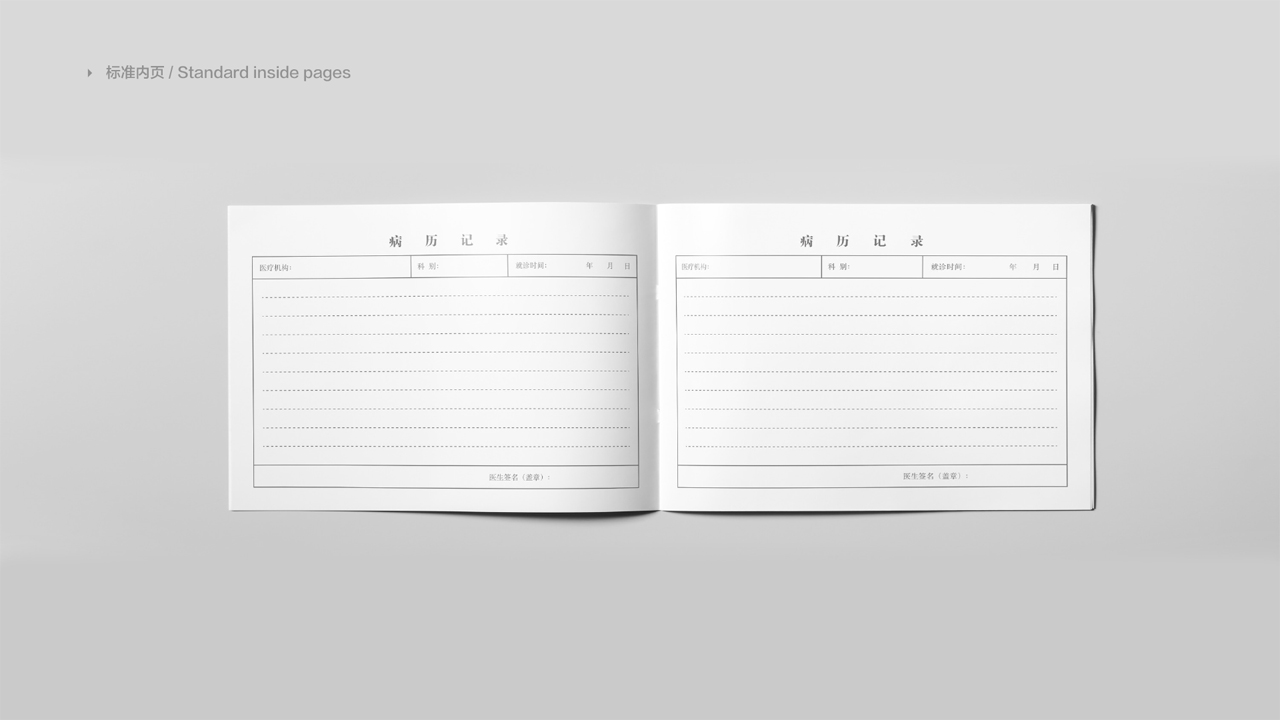 标准内页 / Standard inside pages
病 历 记 录
医疗机构： 科 别： 就诊时间： 年 月 日
医生签名（盖章）：
病 历 记 录
医疗机构： 科 别： 就诊时间： 年 月 日
医生签名（盖章）：